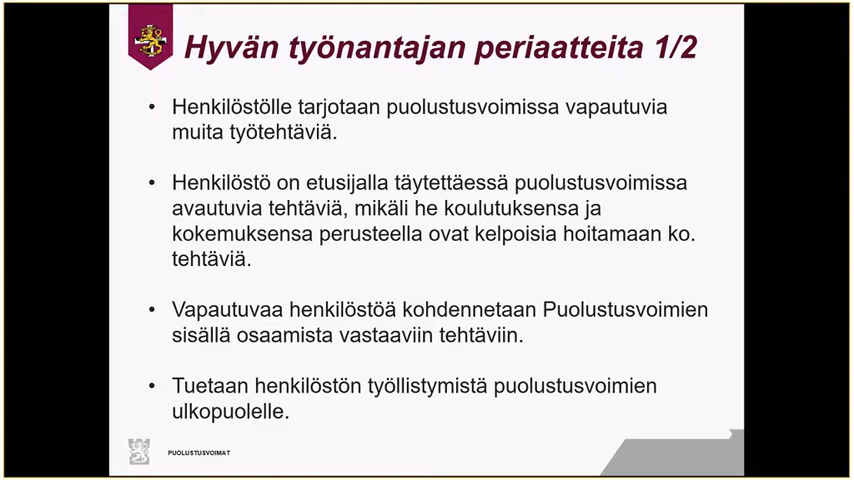 Hyvän työnantajan periaatteita 1/2
• Henkilöstölle tarjotaan puolustusvoimissa vapautuvia
muita työtehtäviä.
• Henkilöstö on etusijalla täytettäessä puolustusvoimissa
avautuvia tehtäviä, mikäli he koulutuksensa ja
kokemuksensa perusteella ovat kelpoisia hoitamaan ko.
tehtäviä.
• Vapautuvaa henkilöstöä kohdennetaan Puolustusvoimien
sisällä osaamista vastaaviin tehtäviin.
• Tuetaan henkilöstön työllistymistä puolustusvoimien
ulkopuolelle.
PUOLUSTUSVOIMAT